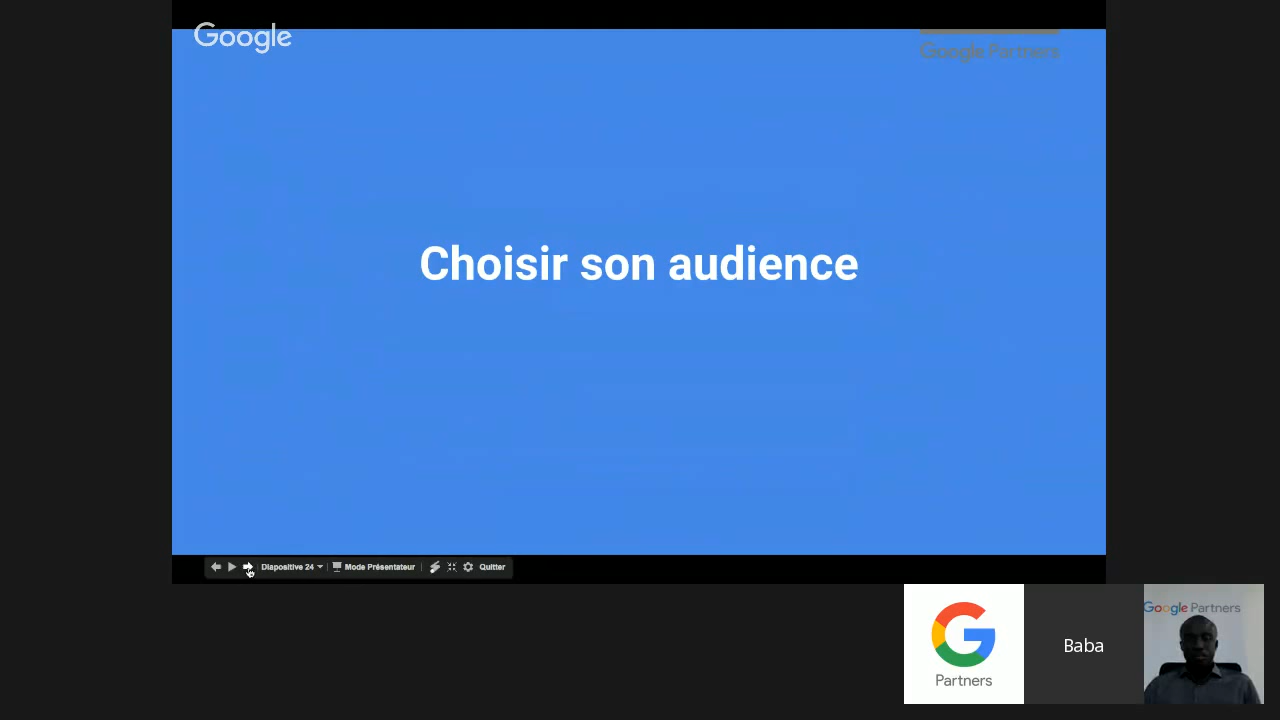 Google
Google Partners
Choisir son audience
Diapositive 24
Mode Présentateur
Quitter
Partners
Baba
Google Partners